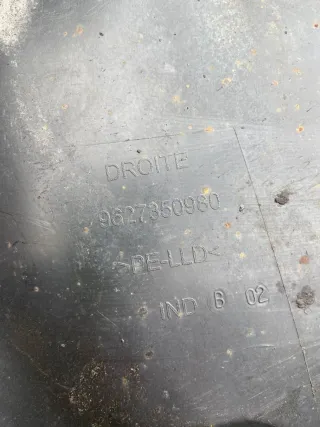 DROITE
9627350980
>PE-LLD<
IND B 02